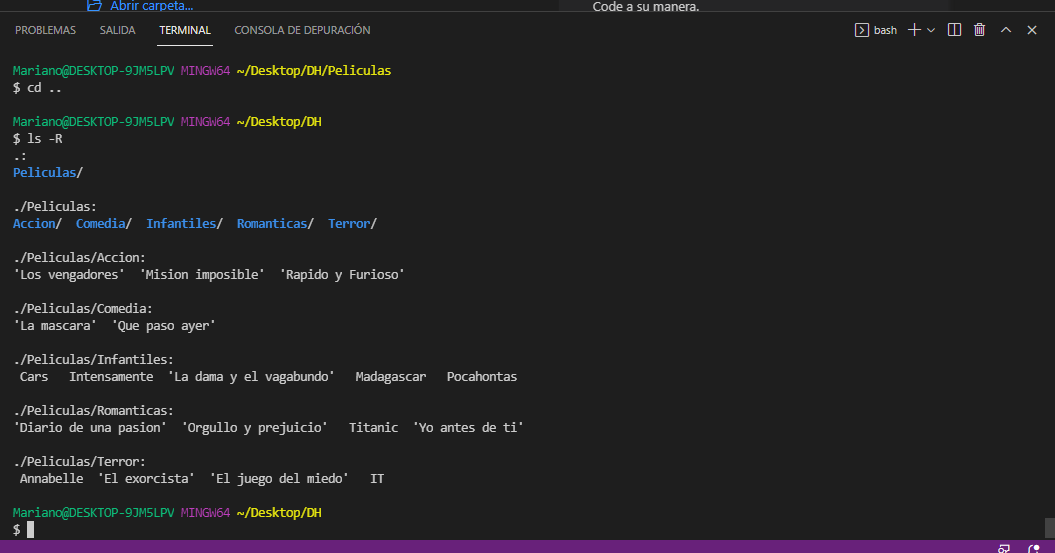 Abrir carpeta...
Code a su manera.
PROBLEMAS SALIDA TERMINAL CONSOLA DE DEPURACIÓN bash
Mariano@DESKTOP-9JM5LPV MINGW64 ~/Desktop/DH/Peliculas
$ cd ..
Mariano@DESKTOP-9JM5LPV MINGW64 ~/Desktop/DH
$ ls -R
.:
Peliculas/
./Peliculas:
Accion/  Comedia/  Infantiles/  Romanticas/  Terror/
./Peliculas/Accion:
'Los vengadores'  'Mision imposible'  'Rapido y Furioso'
./Peliculas/Comedia:
'La mascara'  'Que paso ayer'
./Peliculas/Infantiles:
 Cars   Intensamente  'La dama y el vagabundo'   Madagascar   Pocahontas
./Peliculas/Romanticas:
'Diario de una pasion'  'Orgullo y prejuicio'   Titanic  'Yo antes de ti'
./Peliculas/Terror:
 Annabelle  'El exorcista'  'El juego del miedo'   IT
Mariano@DESKTOP-9JM5LPV MINGW64 ~/Desktop/DH
$